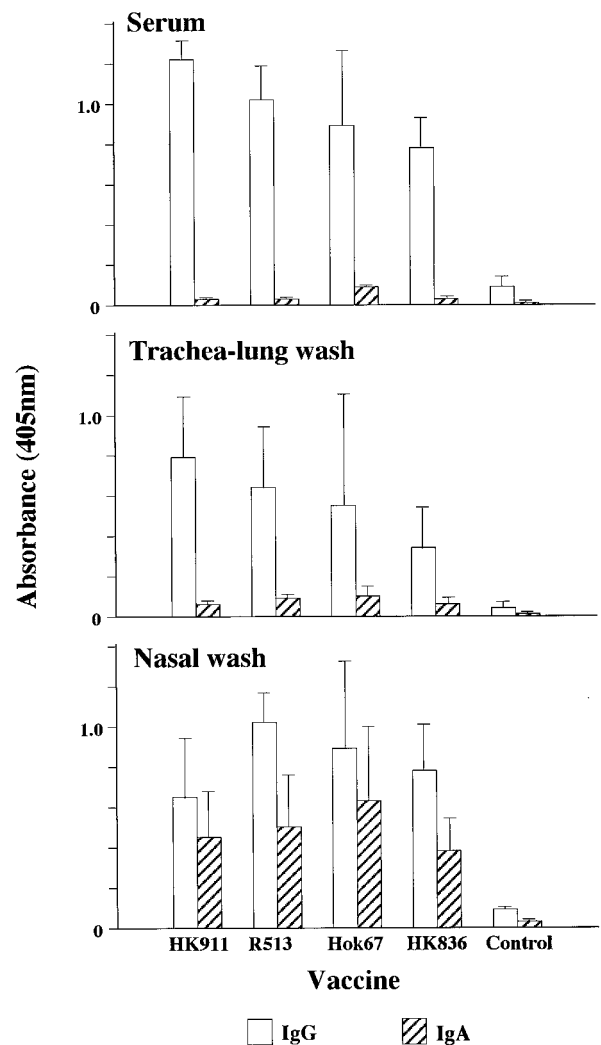 Serum
1.0
0
Trachea-lung wash
1.0
0
Absorbance (405nm)
Nasal wash
1.0
0
HK911 R513 Hok67 HK836 Control
Vaccine
IgG IgA